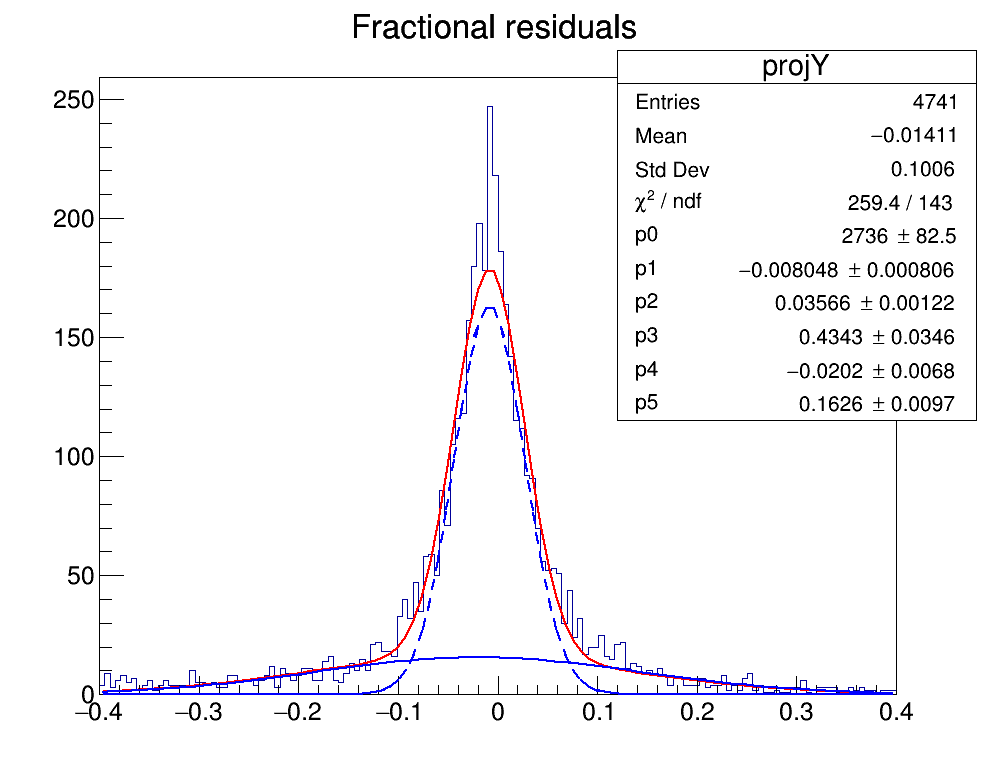 Fractional residuals
projY
Entries 4741
Mean −0.01411
Std Dev 0.1006
χ² / ndf 259.4 / 143
p0 2736 ± 82.5
p1 −0.008048 ± 0.000806
p2 0.03566 ± 0.00122
p3 0.4343 ± 0.0346
p4 −0.0202 ± 0.0068
p5 0.1626 ± 0.0097
250
200
150
100
50
0
−0.4 −0.3 −0.2 −0.1 0 0.1 0.2 0.3 0.4